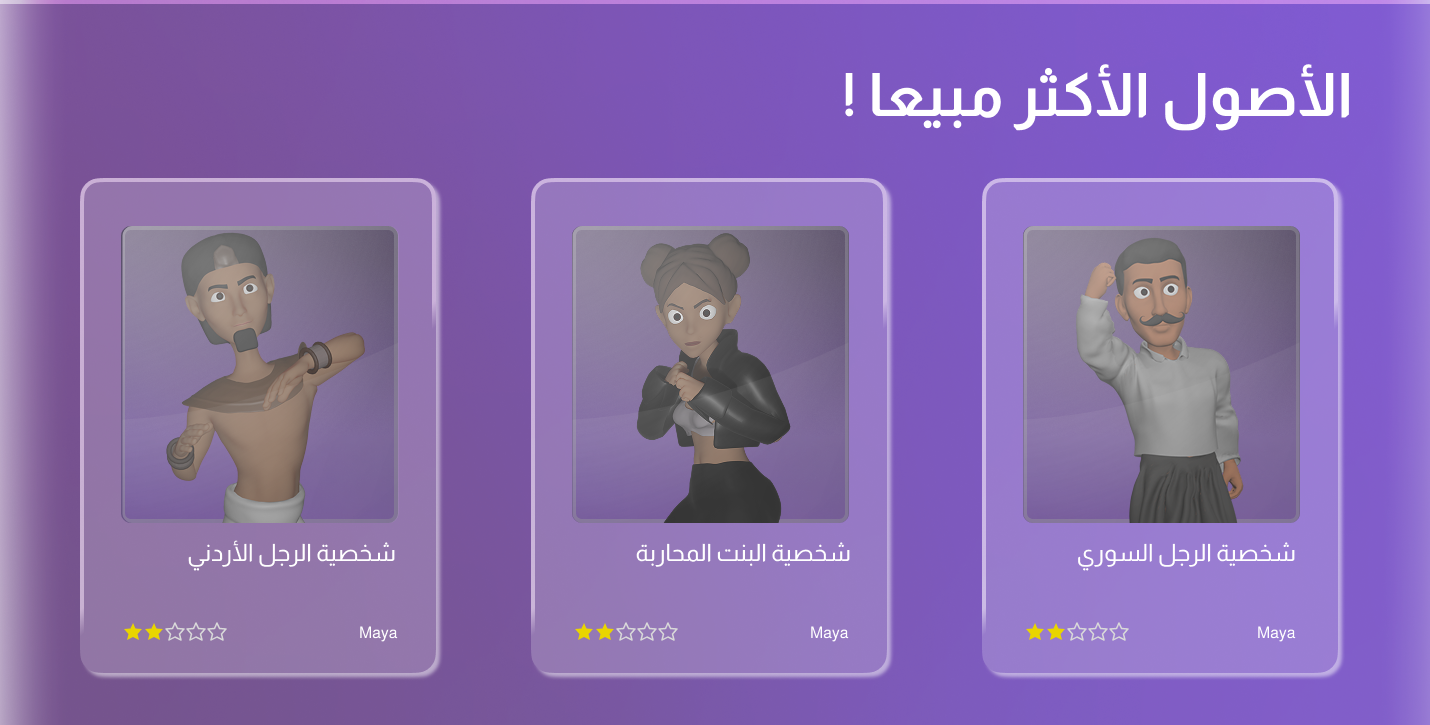 الأصول الأكثر مبيعا !
شخصية الرجل السوري
Maya
شخصية البنت المحاربة
Maya
شخصية الرجل الأردني
Maya